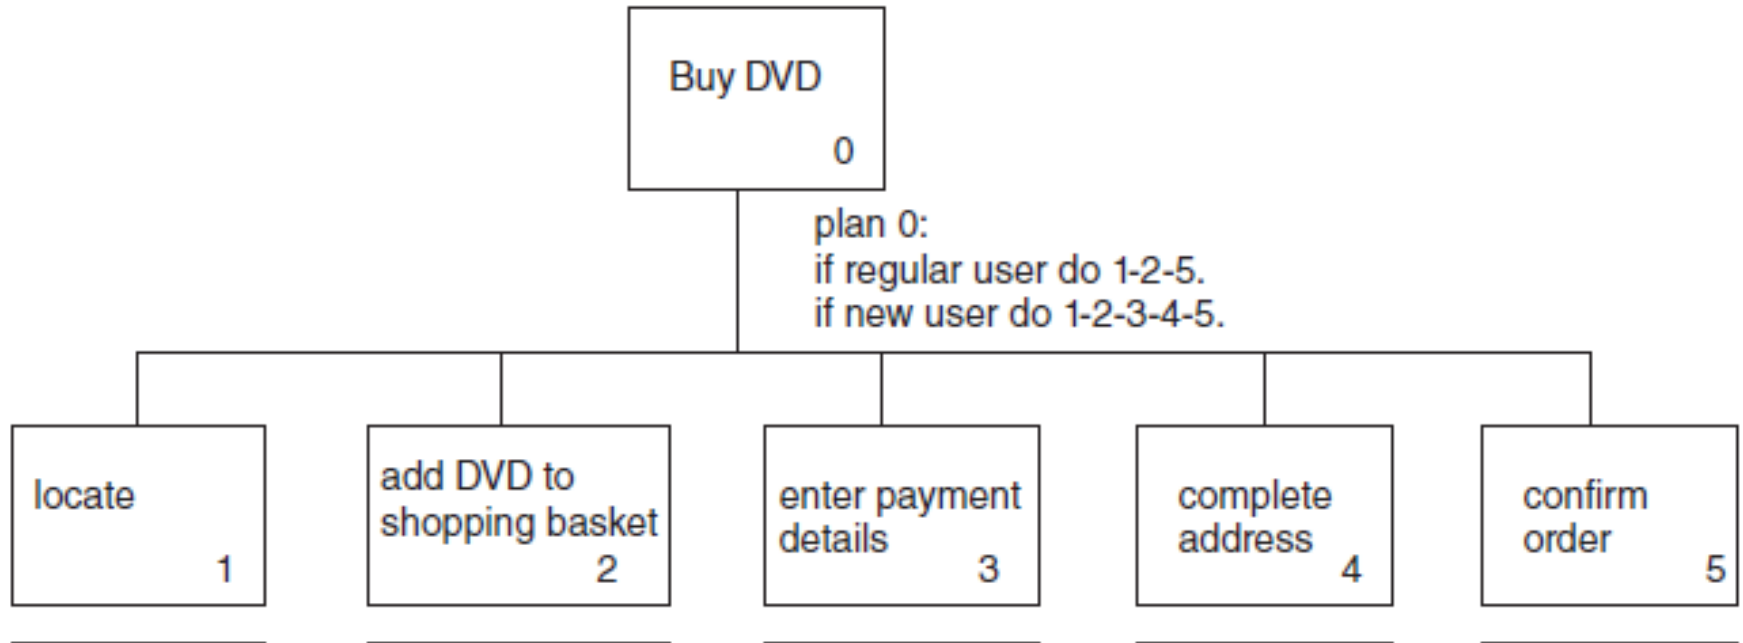 Buy DVD
0
plan 0:
if regular user do 1-2-5.
if new user do 1-2-3-4-5.
locate
1
add DVD to
shopping basket
2
enter payment
details
3
complete
address
4
confirm
order
5